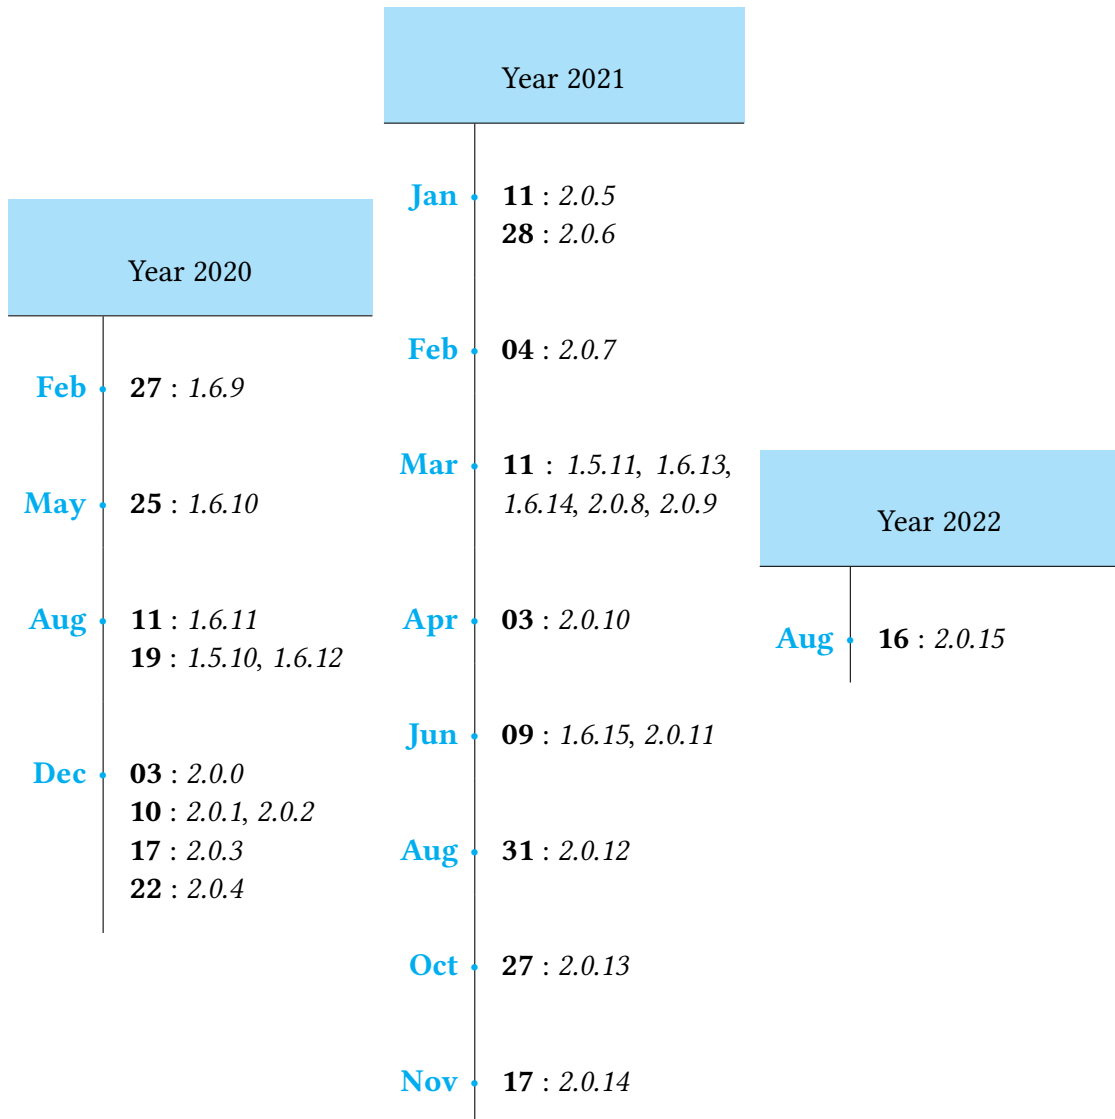 Year 2020
Feb 27 : 1.6.9
May 25 : 1.6.10
Aug 11 : 1.6.11
19 : 1.5.10, 1.6.12
Dec 03 : 2.0.0
10 : 2.0.1, 2.0.2
17 : 2.0.3
22 : 2.0.4
Year 2021
Jan 11 : 2.0.5
28 : 2.0.6
Feb 04 : 2.0.7
Mar 11 : 1.5.11, 1.6.13,
1.6.14, 2.0.8, 2.0.9
Apr 03 : 2.0.10
Jun 09 : 1.6.15, 2.0.11
Aug 31 : 2.0.12
Oct 27 : 2.0.13
Nov 17 : 2.0.14
Year 2022
Aug 16 : 2.0.15